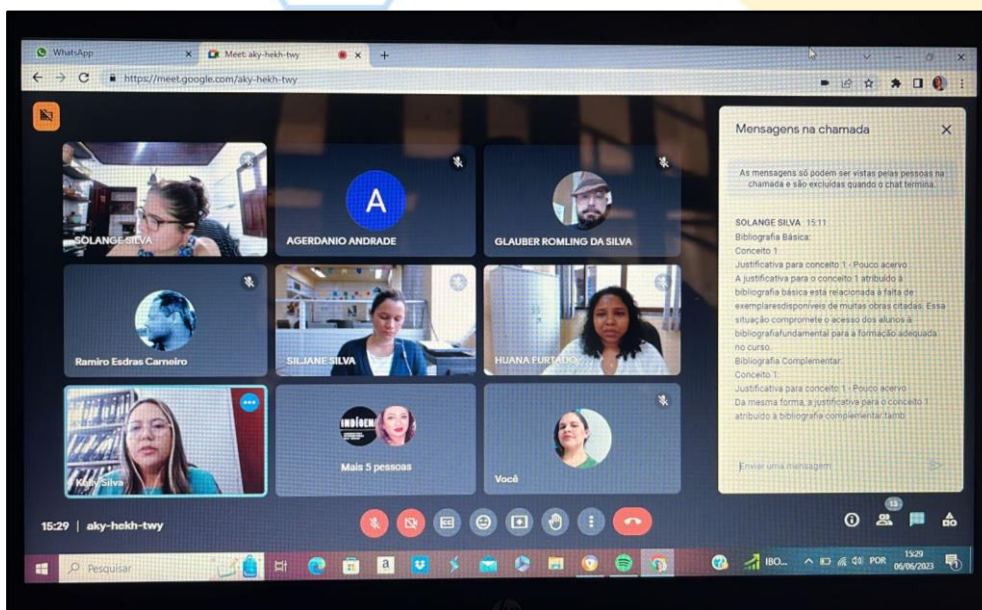 WhatsApp
Meet: aky-hekh-twy
https://meet.google.com/aky-hekh-twy
SOLANGE SILVA
A
AGERDANIO ANDRADE
GLAUBER ROMLING DA SILVA
Ramiro Esdras Carneiro
SILJANE SILVA
HUANA FURTADO
Kelly Silva
INDÍGEN
Mais 5 pessoas
Você
Mensagens na chamada
As mensagens só podem ser vistas pelas pessoas na
chamada e são excluídas quando o chat termina.
SOLANGE SILVA 15:11
Bibliografia Básica:
Conceito 1
Justificativa para conceito 1 - Pouco acervo
A justificativa para o conceito 1 atribuído à
bibliografia básica está relacionada à falta de
exemplaresdisponíveis de muitas obras citadas. Essa
situação compromete o acesso dos alunos à
bibliografiafundamental para a formação adequada
no curso.
Bibliografia Complementar:
Conceito 1:
Justificativa para conceito 1 - Pouco acervo
Da mesma forma, a justificativa para o conceito 1
atribuído à bibliografia complementar tamb
Enviar uma mensagem
15:29 | aky-hekh-twy
13
Pesquisar
a
IBO...
POR
15:29
06/06/2023